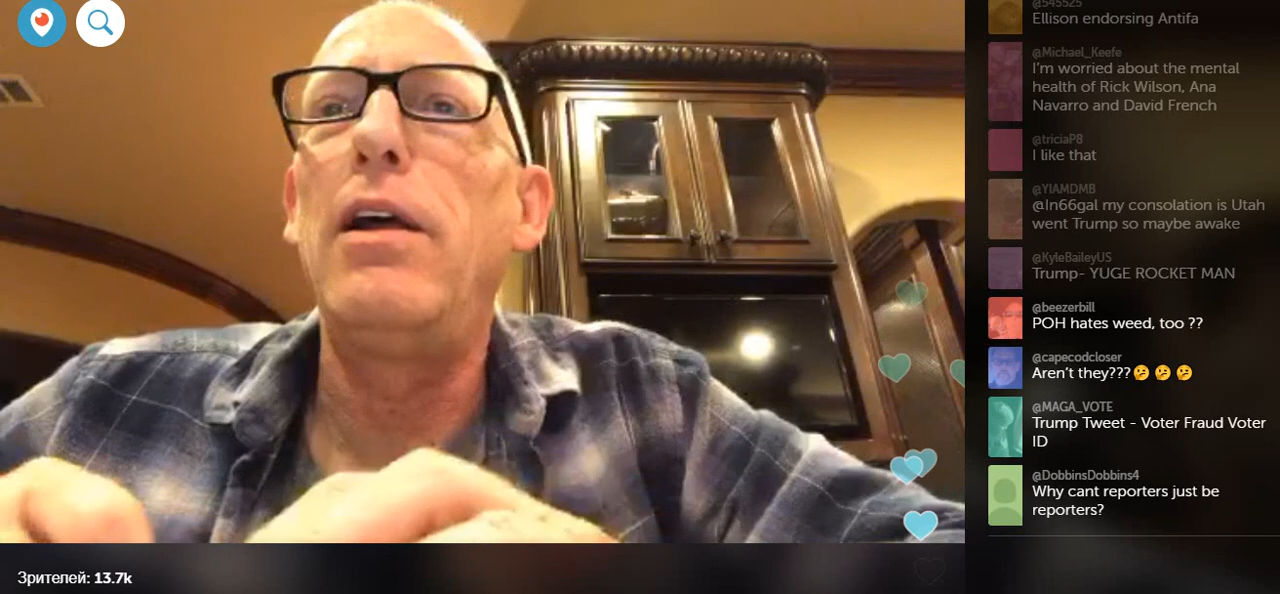 @545525
Ellison endorsing Antifa
@Michael_Keefe
I'm worried about the mental
health of Rick Wilson, Ana
Navarro and David French
@triciaP8
I like that
@YIAMDMB
@In66gal my consolation is Utah
went Trump so maybe awake
@KyleBaileyUS
Trump- YUGE ROCKET MAN
@beezerbill
POH hates weed, too ??
@capecodcloser
Aren't they???🤔 🤔 🤔
@MAGA_VOTE
Trump Tweet - Voter Fraud Voter
ID
@DobbinsDobbins4
Why cant reporters just be
reporters?
Зрителей: 13.7k